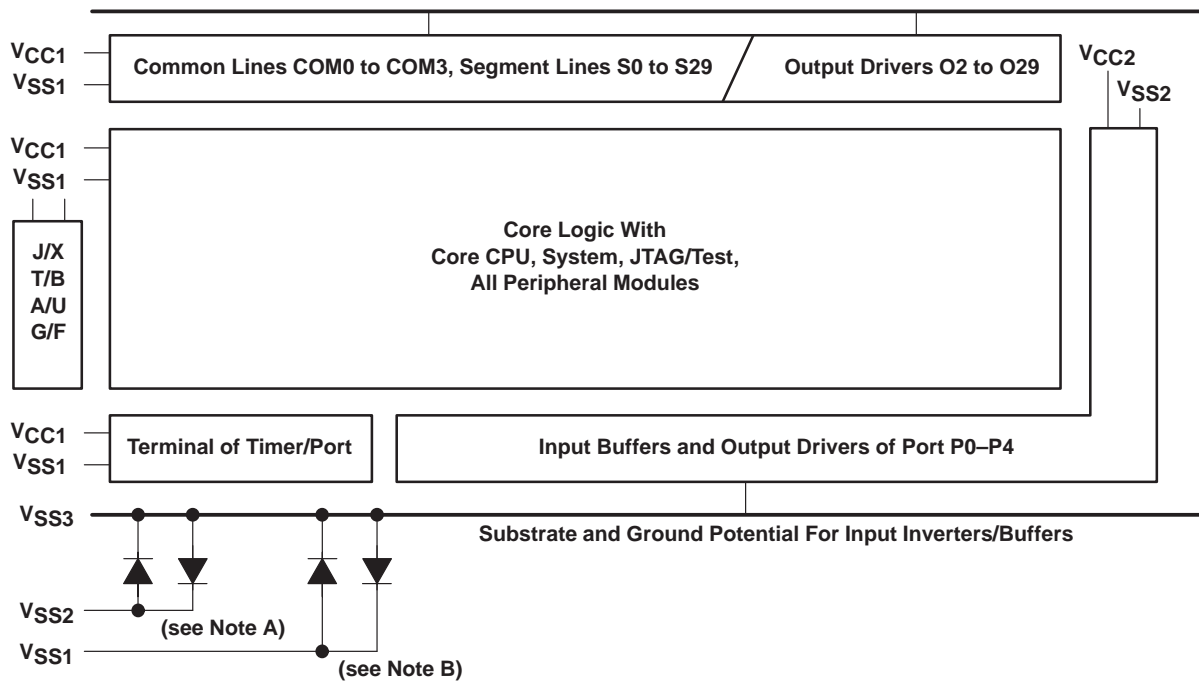 VCC1
VSS1
Common Lines COM0 to COM3, Segment Lines S0 to S29
Output Drivers O2 to O29
VCC2
VSS2
VCC1
VSS1
J/X
T/B
A/U
G/F
Core Logic With
Core CPU, System, JTAG/Test,
All Peripheral Modules
VCC1
VSS1
Terminal of Timer/Port
Input Buffers and Output Drivers of Port P0–P4
VSS3
Substrate and Ground Potential For Input Inverters/Buffers
VSS2
(see Note A)
VSS1
(see Note B)